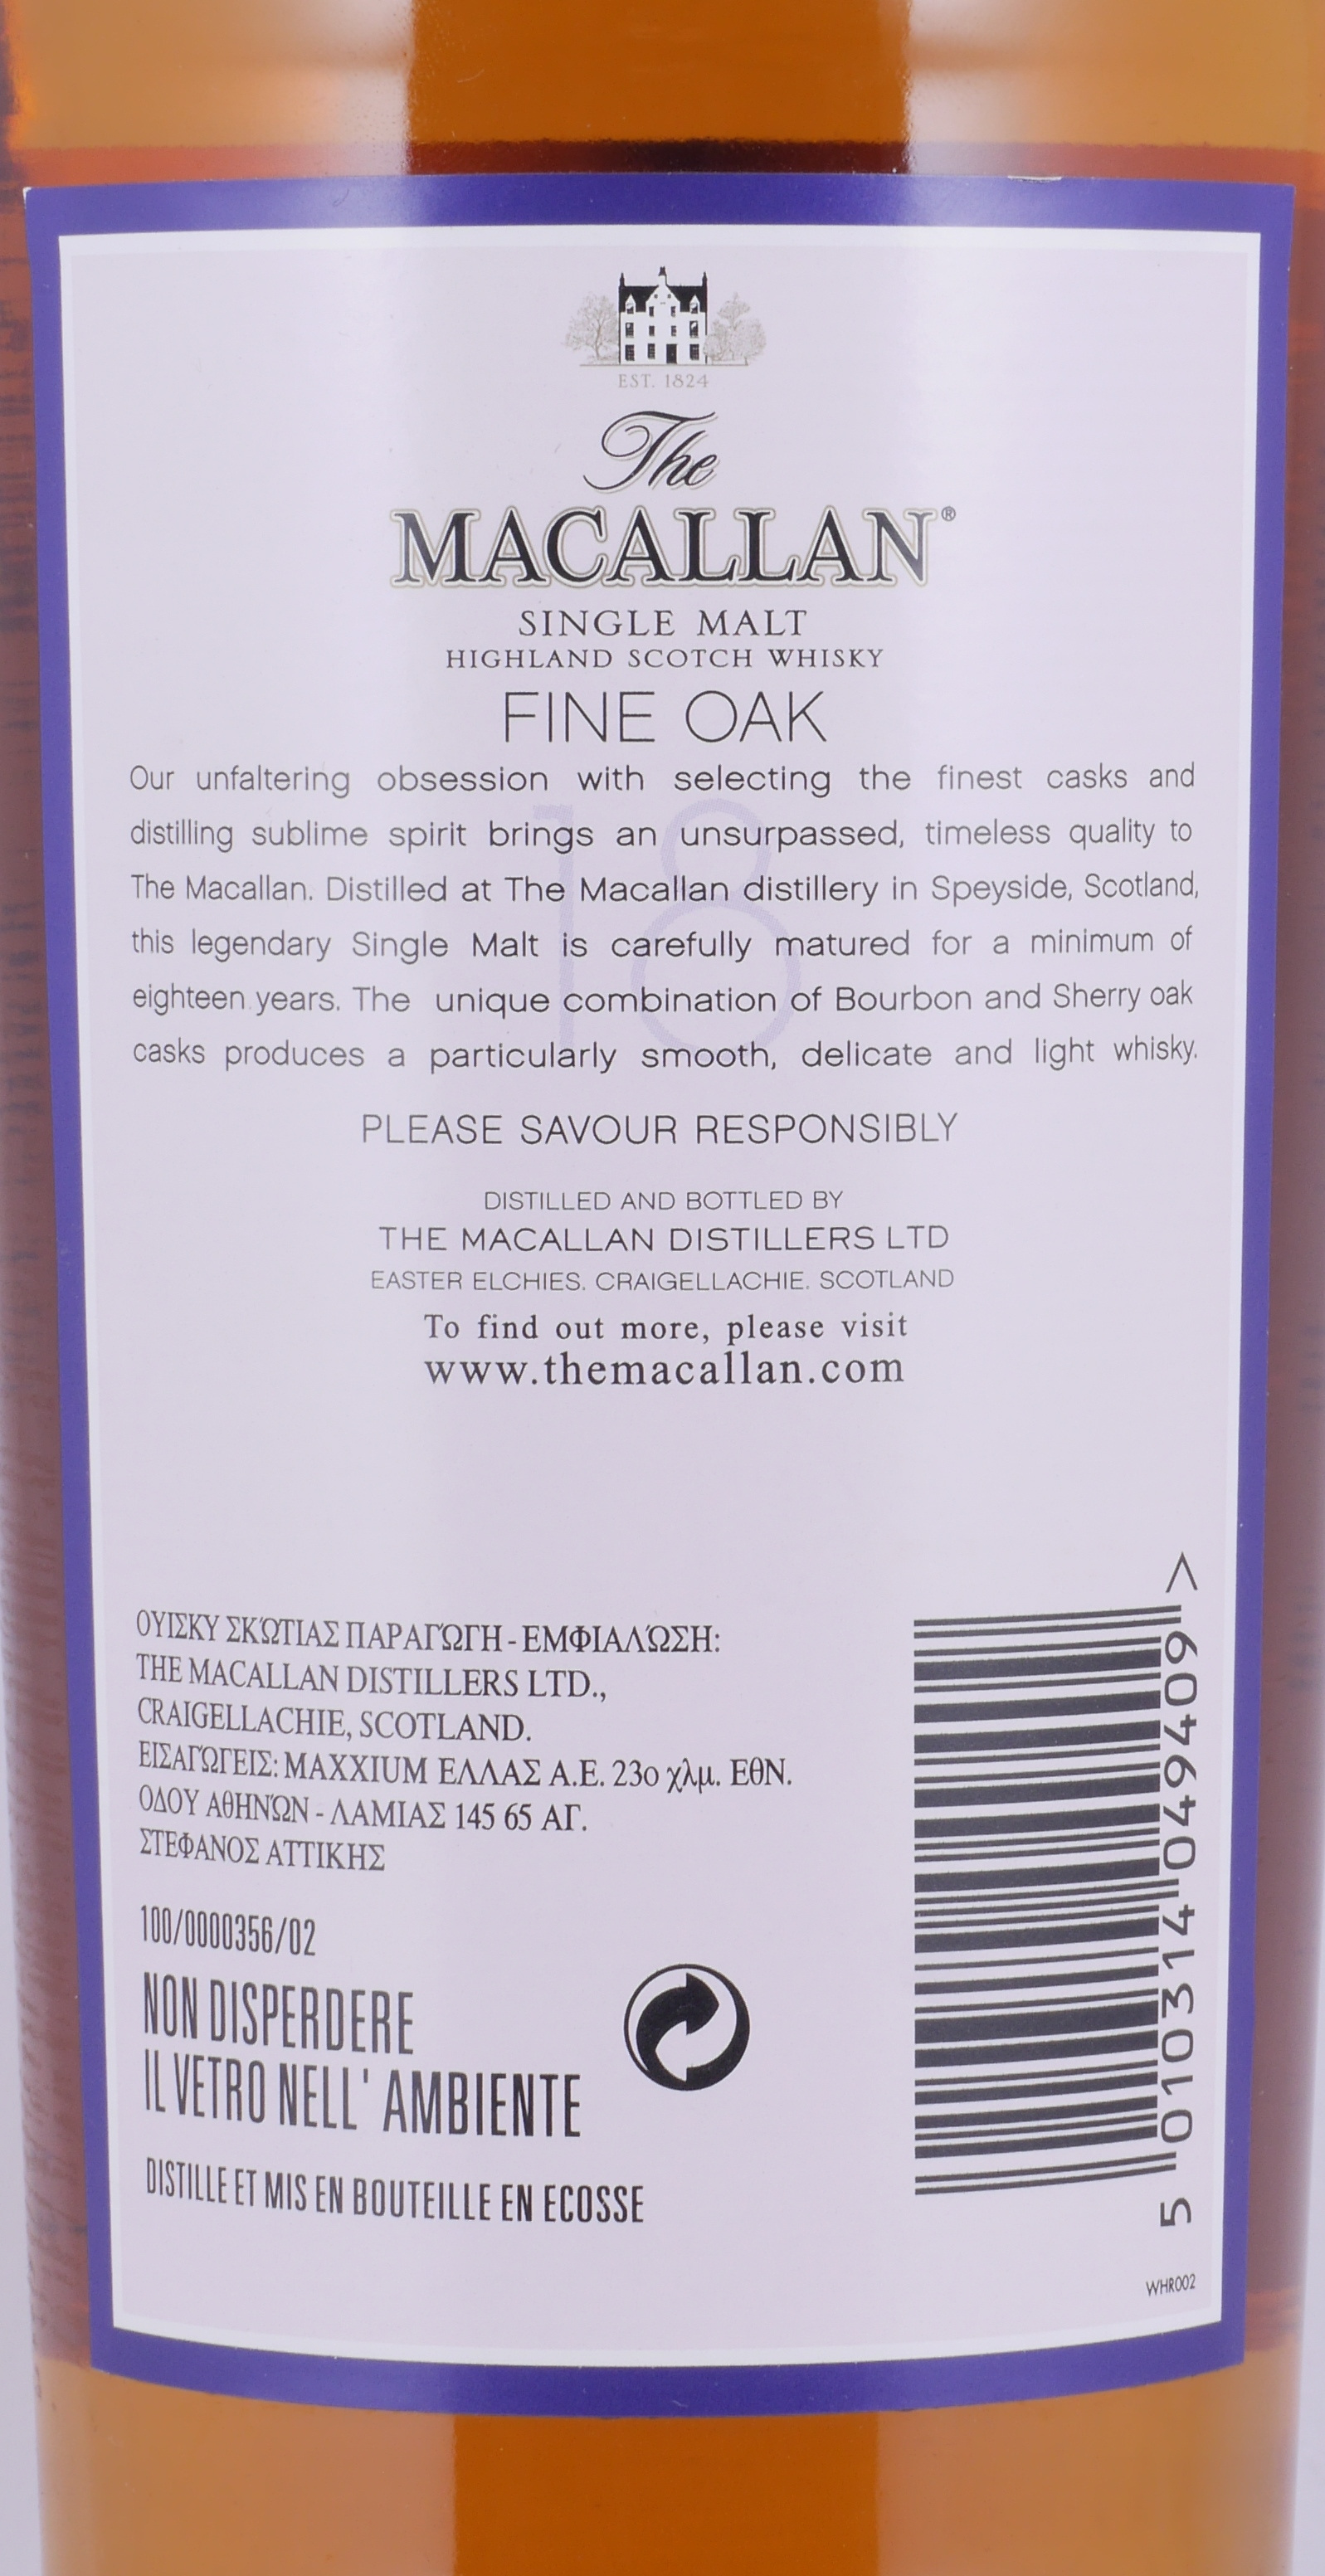 EST. 1824
The
MACALLAN®
SINGLE MALT
HIGHLAND SCOTCH WHISKY
FINE OAK
18
Our unfaltering obsession with selecting the finest casks and
distilling sublime spirit brings an unsurpassed, timeless quality to
The Macallan. Distilled at The Macallan distillery in Speyside, Scotland,
this legendary Single Malt is carefully matured for a minimum of
eighteen years. The unique combination of Bourbon and Sherry oak
casks produces a particularly smooth, delicate and light whisky.
PLEASE SAVOUR RESPONSIBLY
DISTILLED AND BOTTLED BY
THE MACALLAN DISTILLERS LTD
EASTER ELCHIES, CRAIGELLACHIE, SCOTLAND
To find out more, please visit
www.themacallan.com
ΟΥΙΣΚΥ ΣΚΏΤΙΑΣ ΠΑΡΑΓΏΓΗ - ΕΜΦΙΑΛΏΣΗ:
THE MACALLAN DISTILLERS LTD.,
CRAIGELLACHIE, SCOTLAND.
ΕΙΣΑΓΏΓΕΙΣ: MAXXIUM ΕΛΛΑΣ Α.Ε. 23ο χλμ. ΕΘΝ.
ΟΔΟΥ ΑΘΗΝΏΝ - ΛΑΜΙΑΣ 145 65 ΑΓ.
ΣΤΕΦΑΝΟΣ ΑΤΤΙΚΗΣ
100/0000356/02
NON DISPERDERE
IL VETRO NELL' AMBIENTE
DISTILLE ET MIS EN BOUTEILLE EN ECOSSE
5 010314 049409 >
WHR002